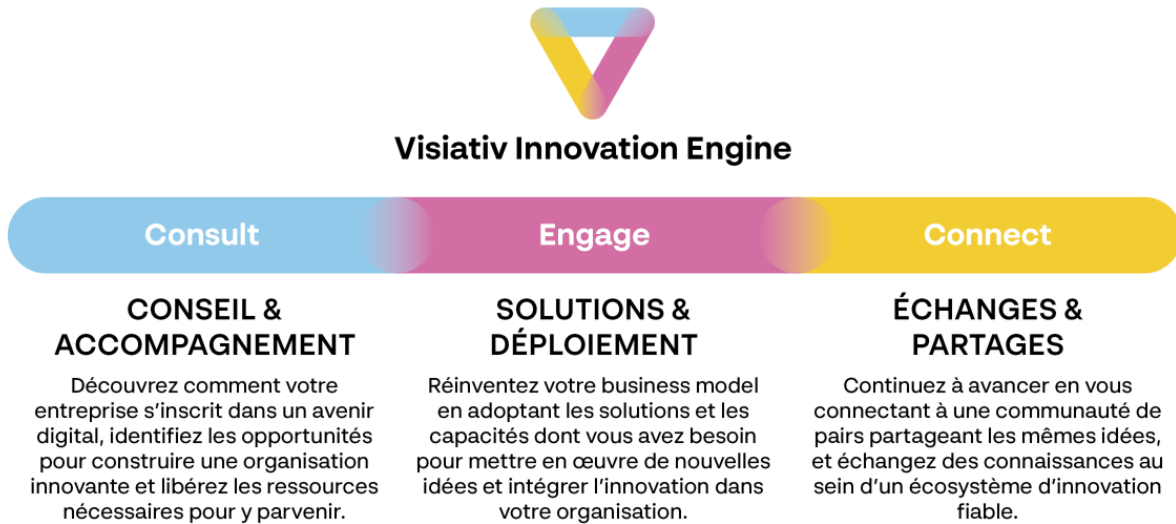 Visiativ Innovation Engine
Consult
Engage
Connect
CONSEIL &
ACCOMPAGNEMENT
Découvrez comment votre
entreprise s’inscrit dans un avenir
digital, identifiez les opportunités
pour construire une organisation
innovante et libérez les ressources
nécessaires pour y parvenir.
SOLUTIONS &
DÉPLOIEMENT
Réinventez votre business model
en adoptant les solutions et les
capacités dont vous avez besoin
pour mettre en œuvre de nouvelles
idées et intégrer l’innovation dans
votre organisation.
ÉCHANGES &
PARTAGES
Continuez à avancer en vous
connectant à une communauté de
pairs partageant les mêmes idées,
et échangez des connaissances au
sein d’un écosystème d’innovation
fiable.